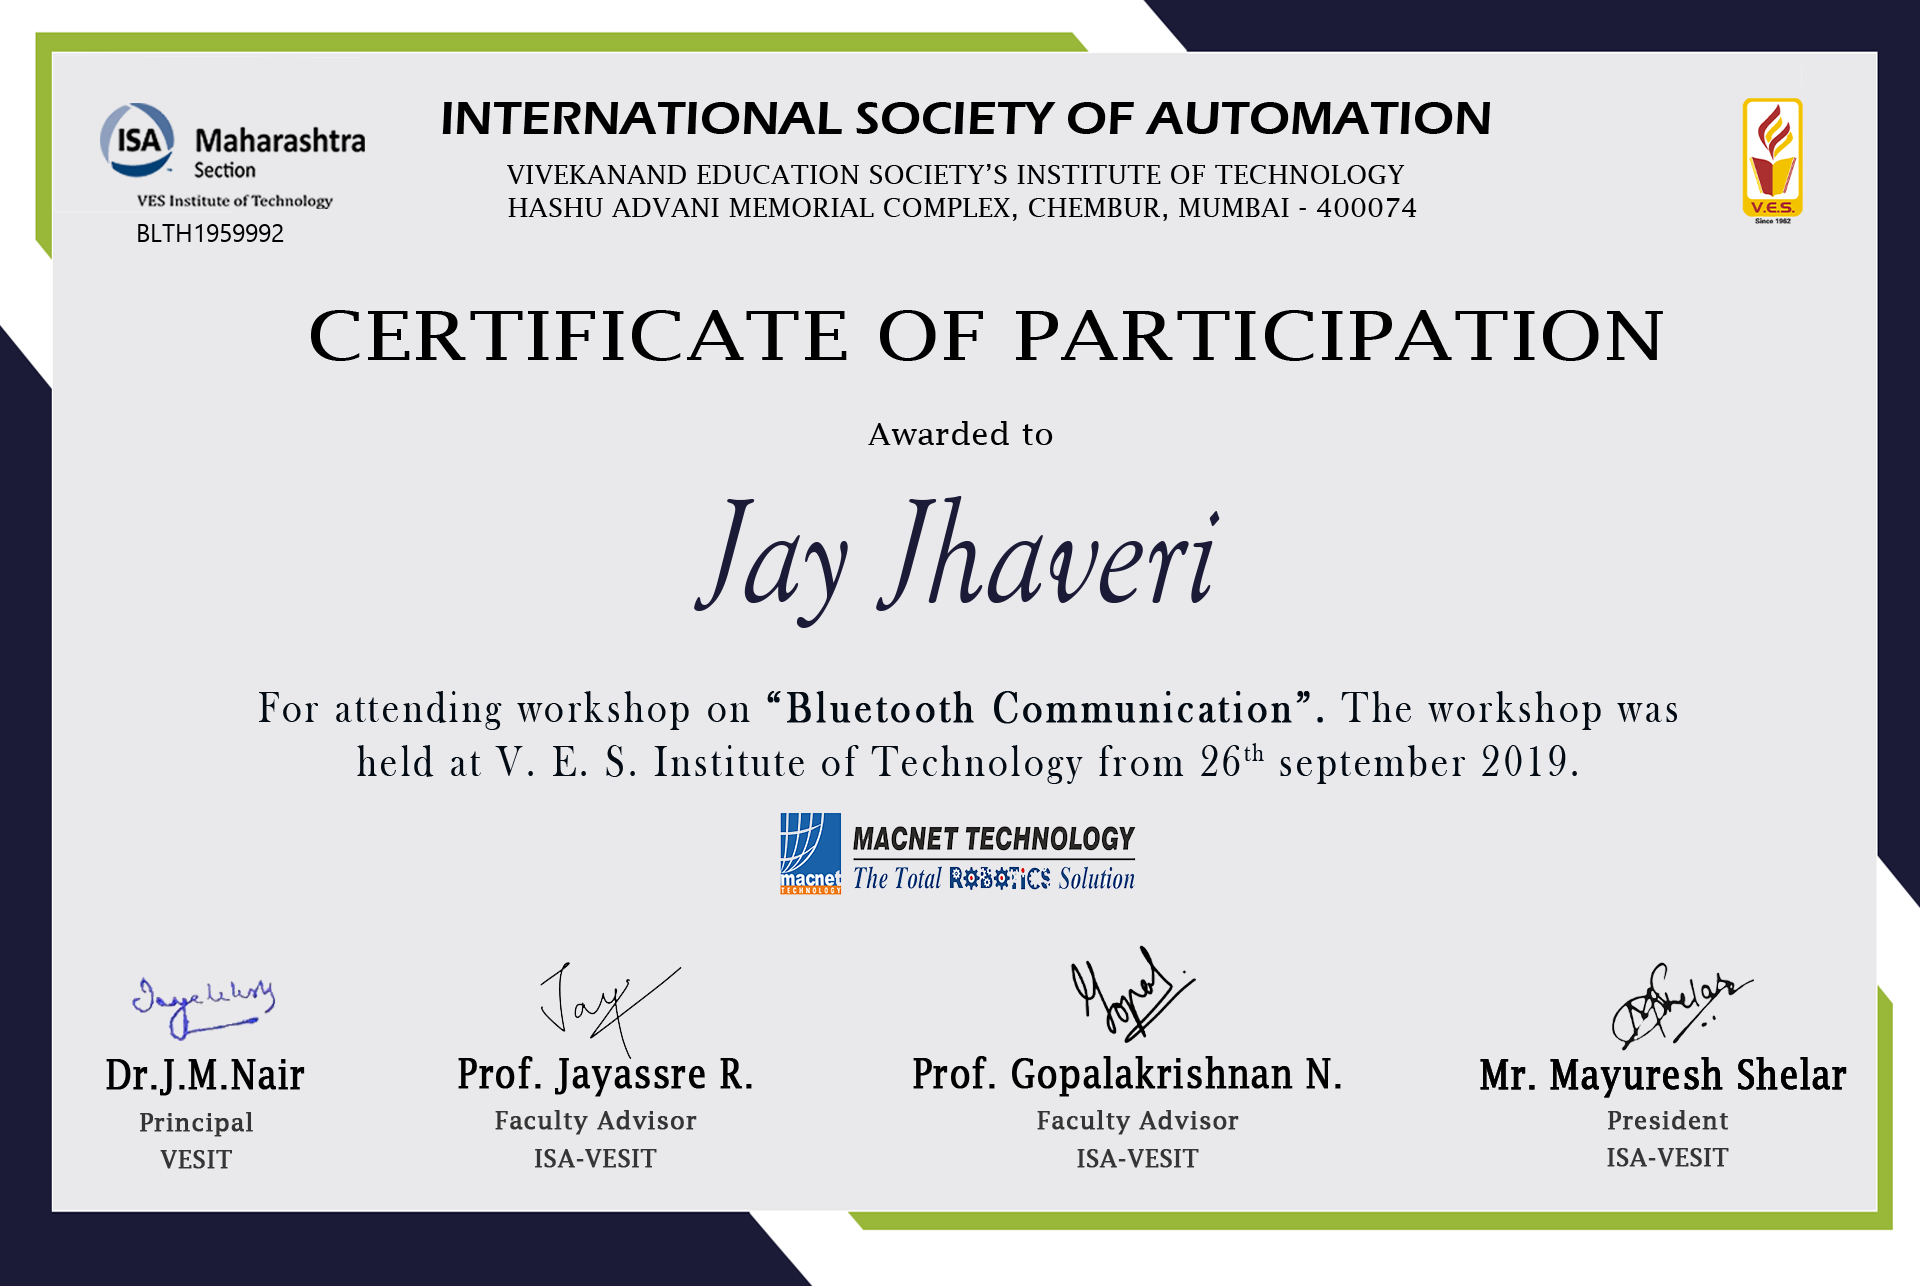 ISA
Maharashtra
Section
VES Institute of Technology
BLTH1959992
INTERNATIONAL SOCIETY OF AUTOMATION
VIVEKANAND EDUCATION SOCIETY’S INSTITUTE OF TECHNOLOGY
HASHU ADVANI MEMORIAL COMPLEX, CHEMBUR, MUMBAI - 400074
V.E.S.
Since 1962
CERTIFICATE OF PARTICIPATION
Awarded to
Jay Jhaveri
For attending workshop on “Bluetooth Communication”. The workshop was
held at V. E. S. Institute of Technology from 26th september 2019.
macnet
TECHNOLOGY
MACNET TECHNOLOGY
The Total ROBOTiCS Solution
Jay
Gopal
Shelar
Dr.J.M.Nair
Principal
VESIT
Prof. Jayassre R.
Faculty Advisor
ISA-VESIT
Prof. Gopalakrishnan N.
Faculty Advisor
ISA-VESIT
Mr. Mayuresh Shelar
President
ISA-VESIT